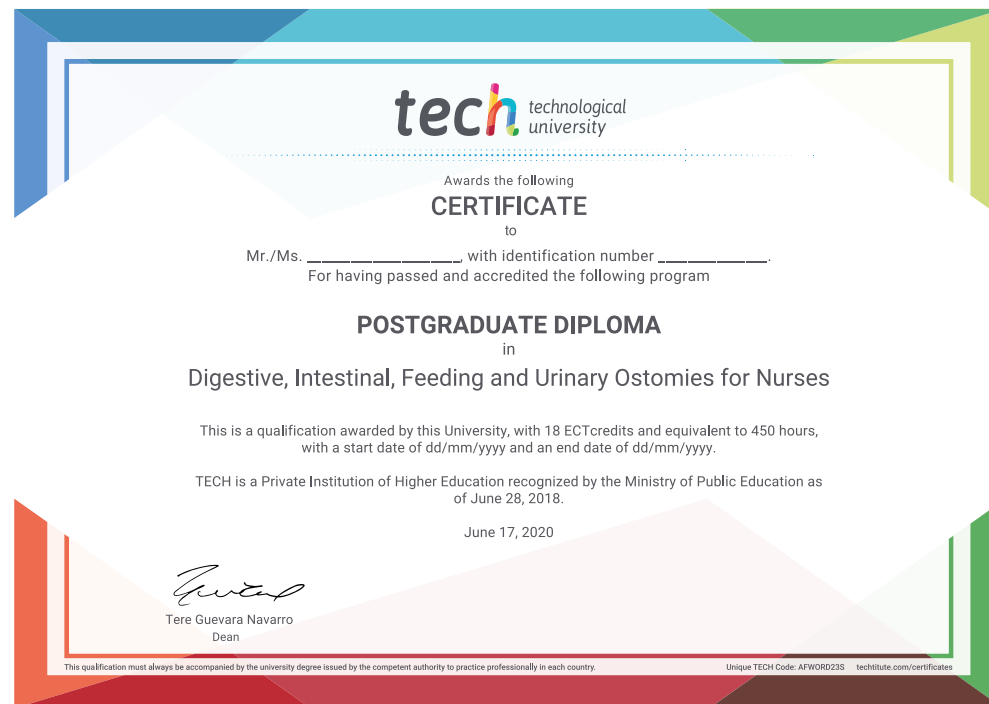 tech technological
university
Awards the following
CERTIFICATE
to
Mr./Ms. ____________________, with identification number ______________.
For having passed and accredited the following program
POSTGRADUATE DIPLOMA
in
Digestive, Intestinal, Feeding and Urinary Ostomies for Nurses
This is a qualification awarded by this University, with 18 ECTcredits and equivalent to 450 hours,
with a start date of dd/mm/yyyy and an end date of dd/mm/yyyy.
TECH is a Private Institution of Higher Education recognized by the Ministry of Public Education as
of June 28, 2018.
June 17, 2020
Tere Guevara Navarro
Dean
This qualification must always be accompanied by the university degree issued by the competent authority to practice professionally in each country.
Unique TECH Code: AFWORD23S techtitute.com/certificates